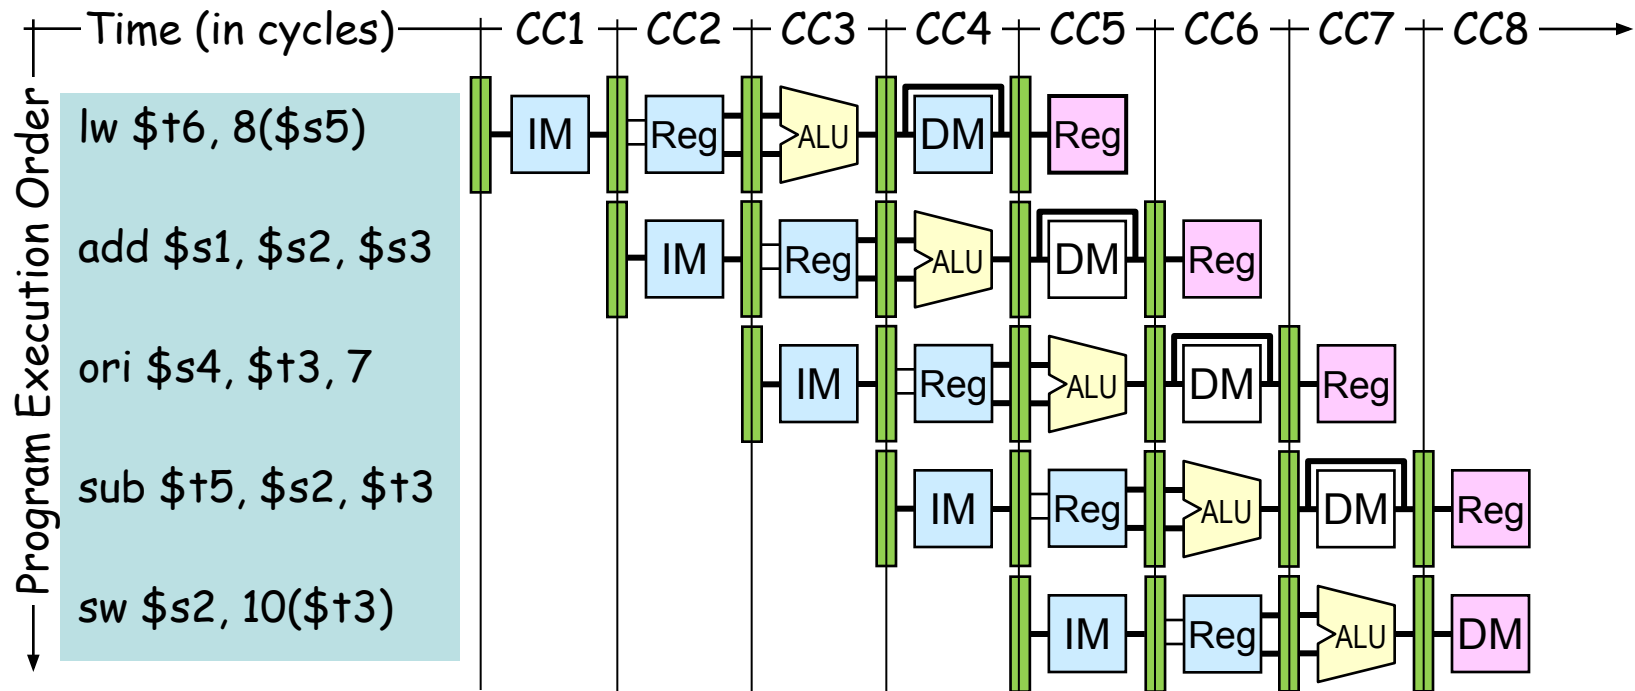 Time (in cycles) CC1 CC2 CC3 CC4 CC5 CC6 CC7 CC8
Program Execution Order
lw $t6, 8($s5) IM Reg ALU DM Reg
add $s1, $s2, $s3 IM Reg ALU DM Reg
ori $s4, $t3, 7 IM Reg ALU DM Reg
sub $t5, $s2, $t3 IM Reg ALU DM Reg
sw $s2, 10($t3) IM Reg ALU DM